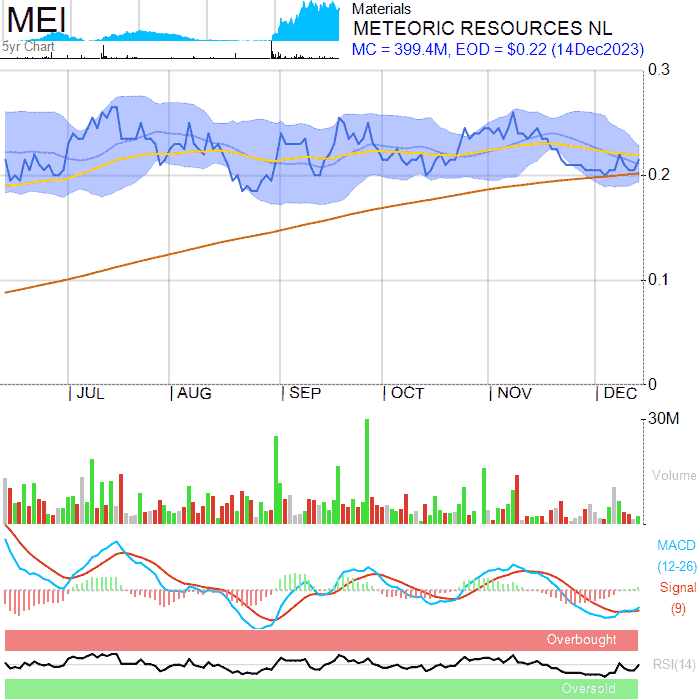 MEI
5yr Chart
Materials
METEORIC RESOURCES NL
MC = 399.4M, EOD = $0.22 (14Dec2023)
0.3
0.2
0.1
0
JUL
AUG
SEP
OCT
NOV
DEC
30M
Volume
MACD
(12-26)
Signal
(9)
Overbought
RSI(14)
Oversold